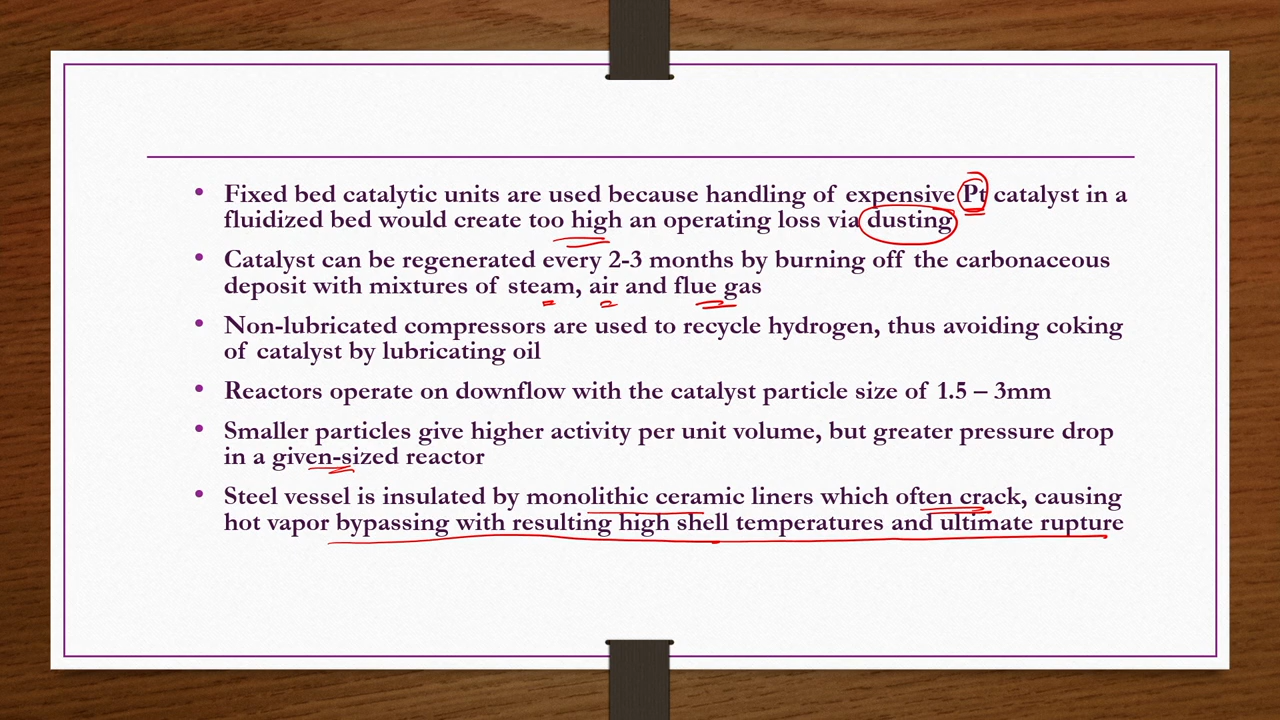 • Fixed bed catalytic units are used because handling of expensive Pt catalyst in a
fluidized bed would create too high an operating loss via dusting
• Catalyst can be regenerated every 2-3 months by burning off the carbonaceous
deposit with mixtures of steam, air and flue gas
• Non-lubricated compressors are used to recycle hydrogen, thus avoiding coking
of catalyst by lubricating oil
• Reactors operate on downflow with the catalyst particle size of 1.5 – 3mm
• Smaller particles give higher activity per unit volume, but greater pressure drop
in a given-sized reactor
• Steel vessel is insulated by monolithic ceramic liners which often crack, causing
hot vapor bypassing with resulting high shell temperatures and ultimate rupture